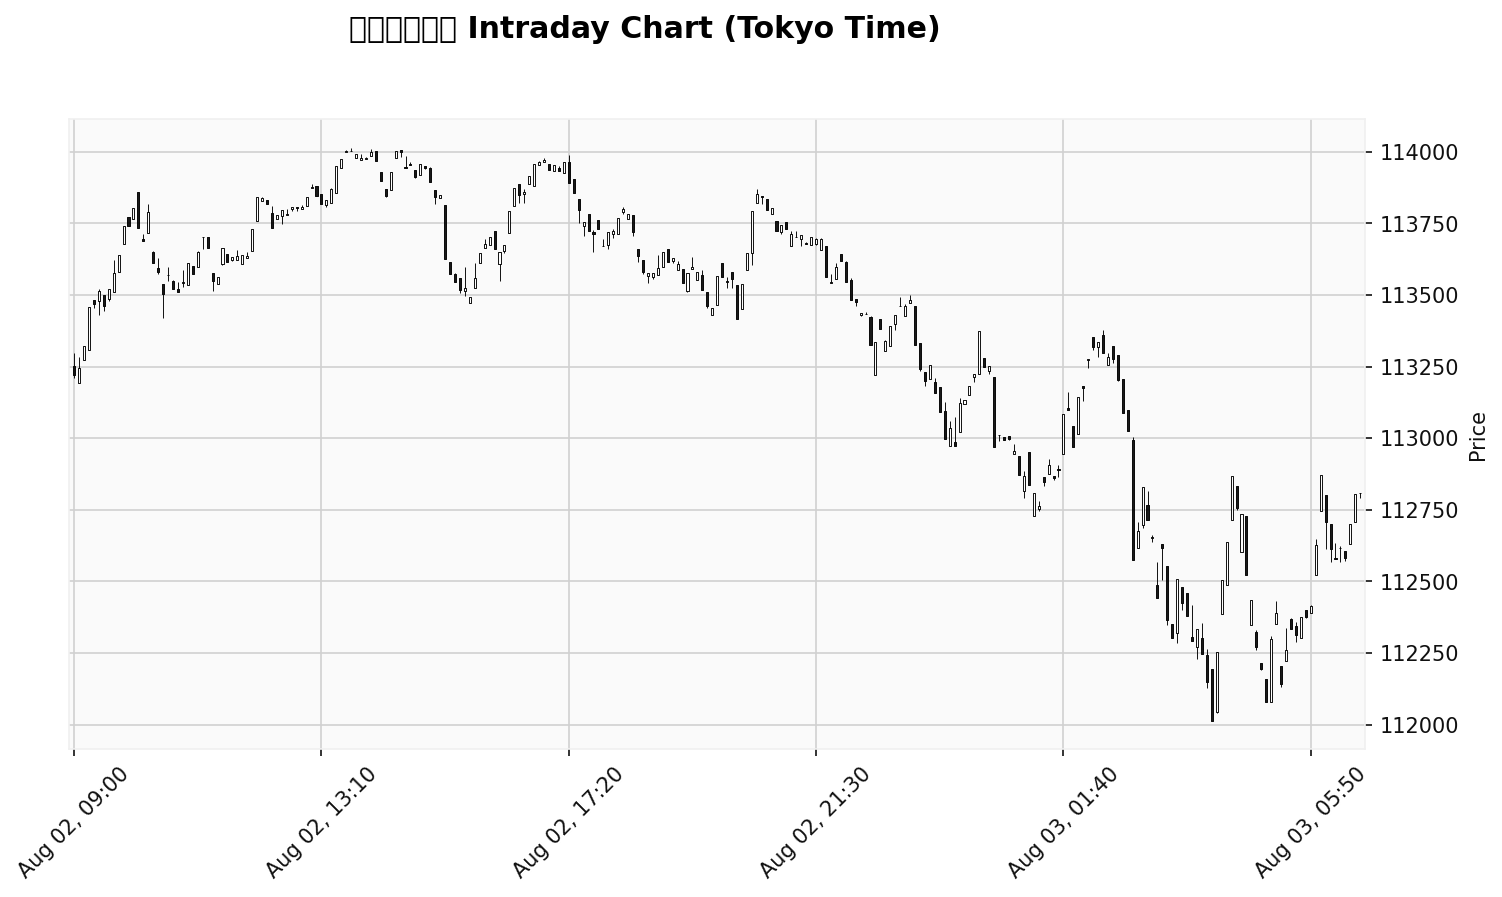 Intraday Chart (Tokyo Time)
114000
113750
113500
113250
113000
112750
112500
112250
112000
Price
Aug 02, 09:00
Aug 02, 13:10
Aug 02, 17:20
Aug 02, 21:30
Aug 03, 01:40
Aug 03, 05:50